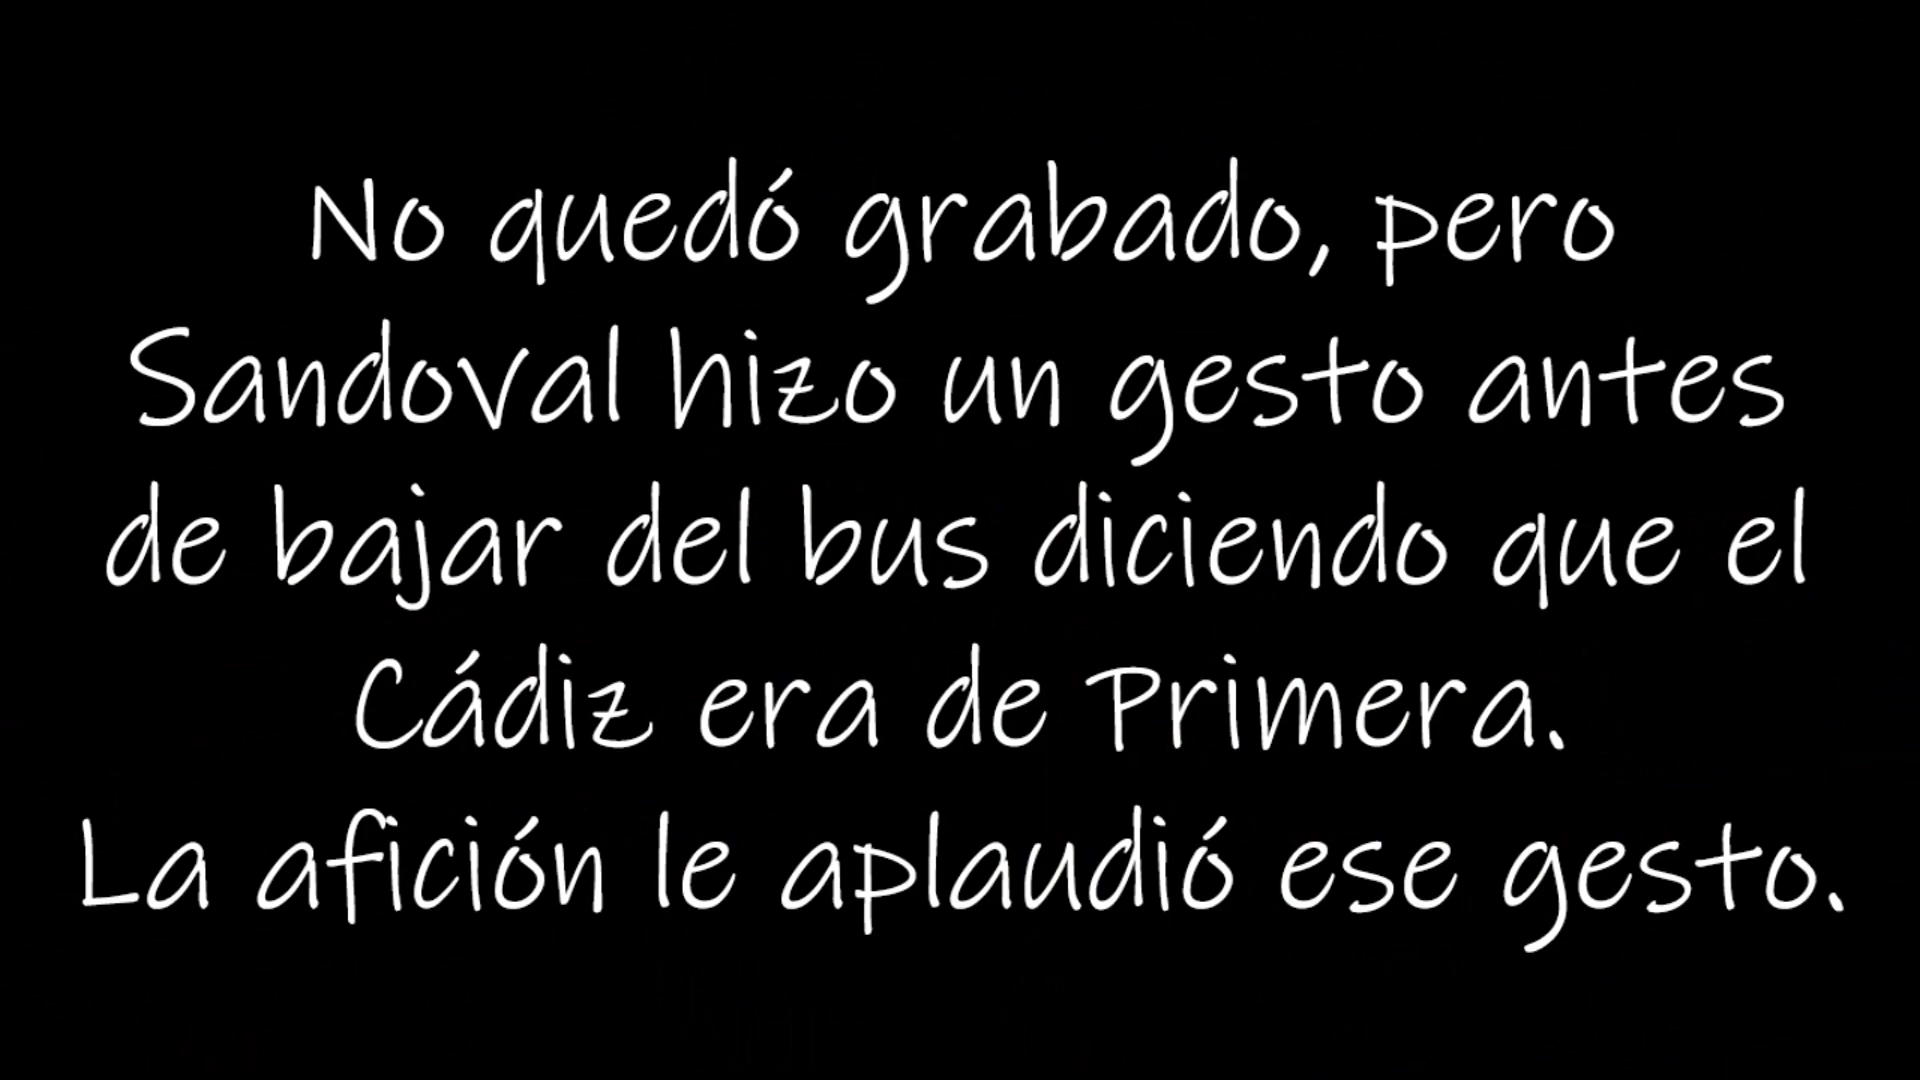 No quedó grabado, pero
Sandoval hizo un gesto antes
de bajar del bus diciendo que el
Cádiz era de Primera.
La afición le aplaudió ese gesto.